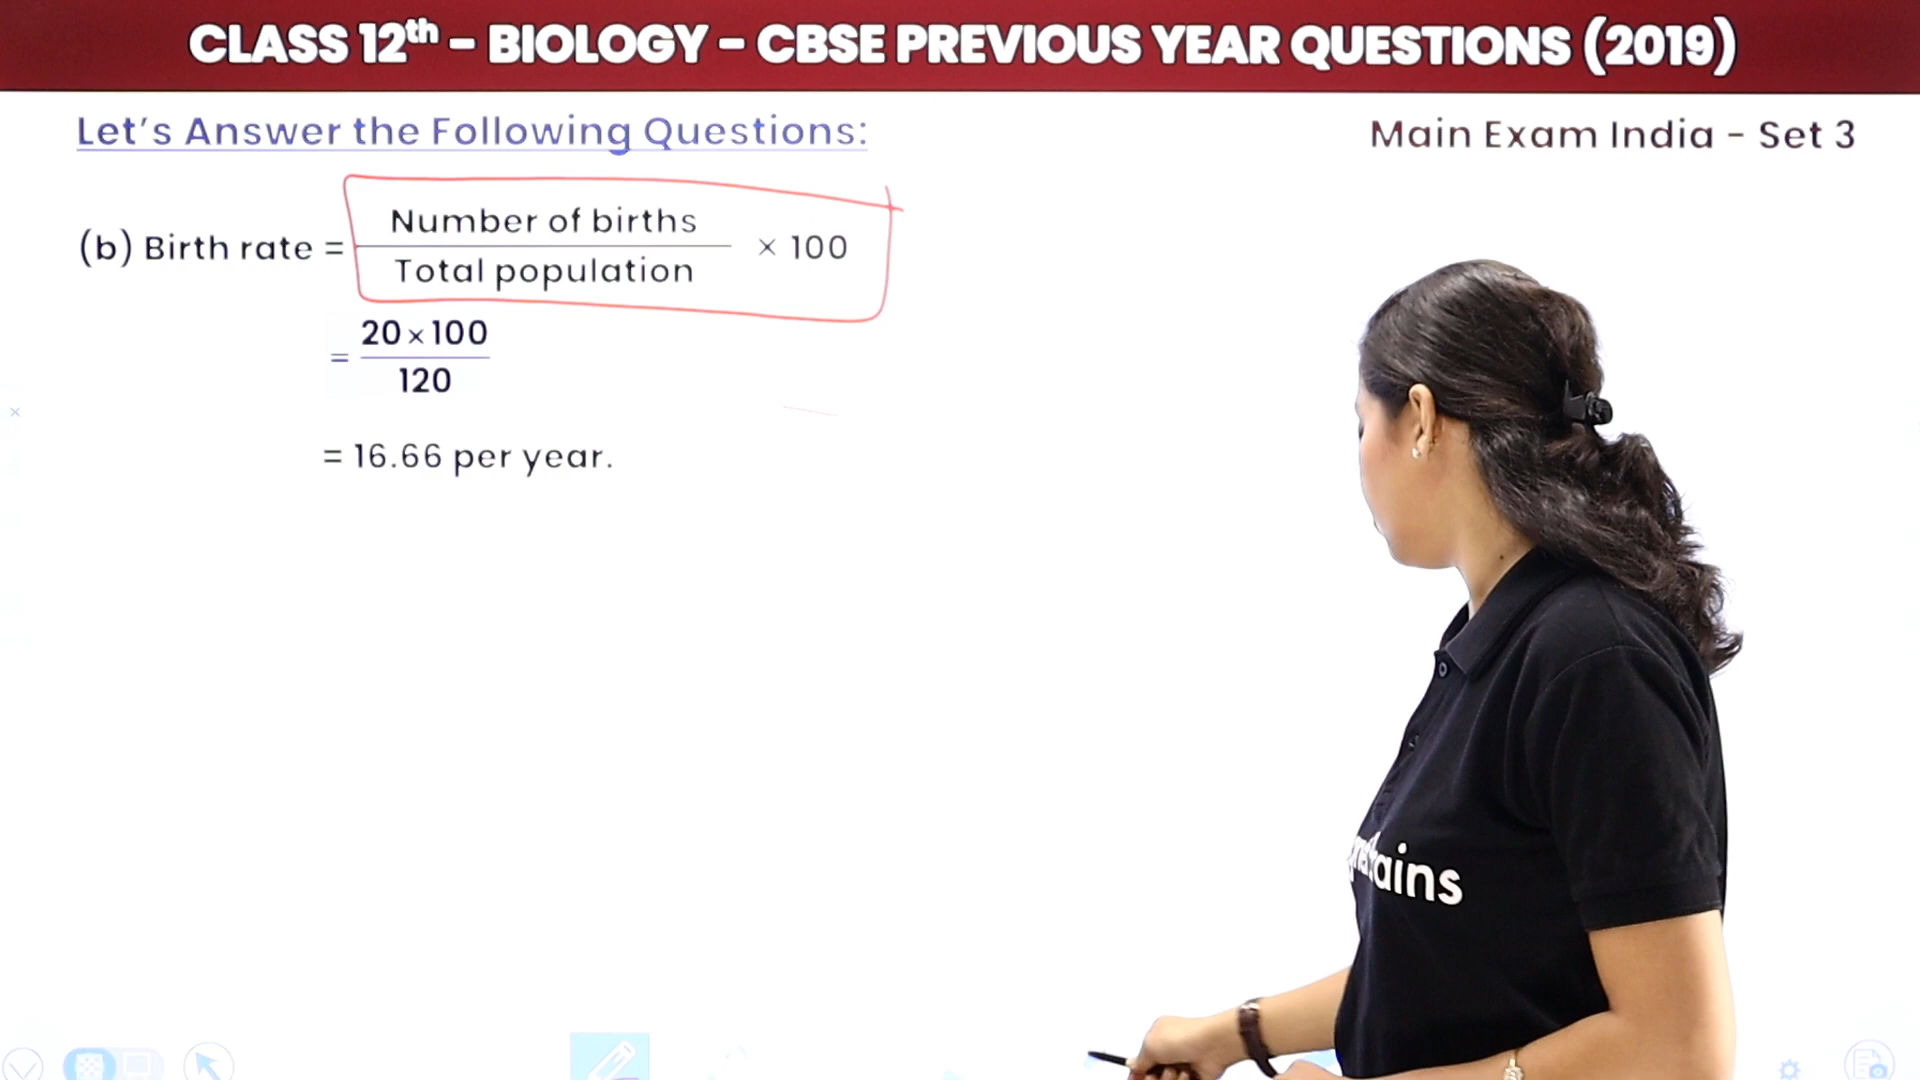 CLASS 12th – BIOLOGY – CBSE PREVIOUS YEAR QUESTIONS (2019)
Let's Answer the Following Questions:
Main Exam India – Set 3
(b) Birth rate = Number of births / Total population × 100
= 20 × 100 / 120
= 16.66 per year.